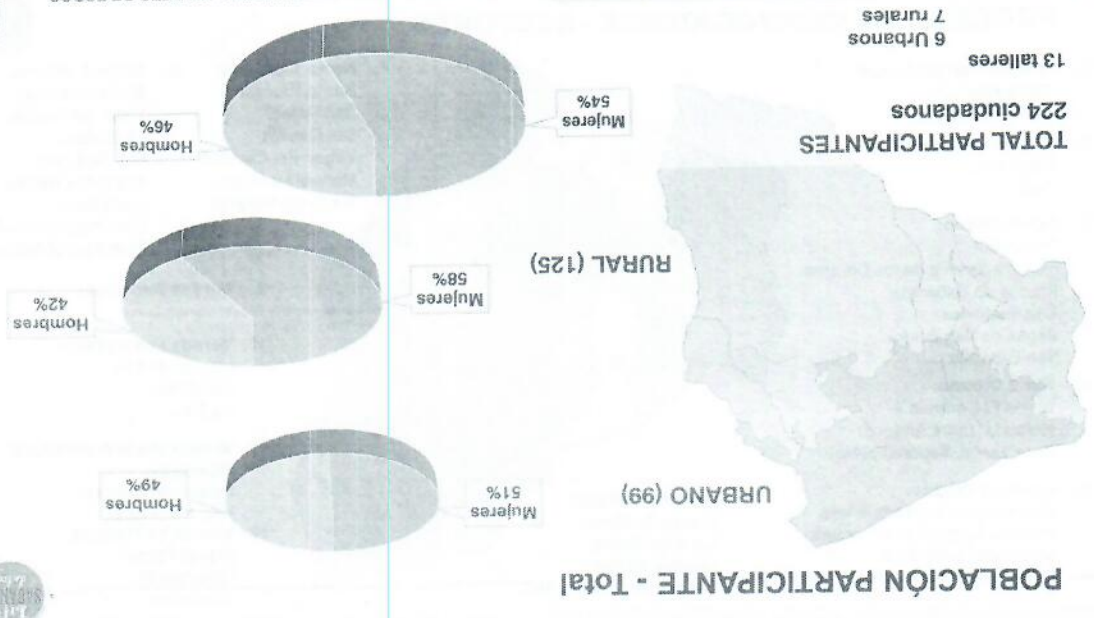 POBLACIÓN PARTICIPANTE - Total
URBANO (99)
Mujeres
51%
Hombres
49%
RURAL (125)
Mujeres
58%
Hombres
42%
TOTAL PARTICIPANTES
224 ciudadanos
13 talleres
6 Urbanos
7 rurales
Mujeres
54%
Hombres
46%